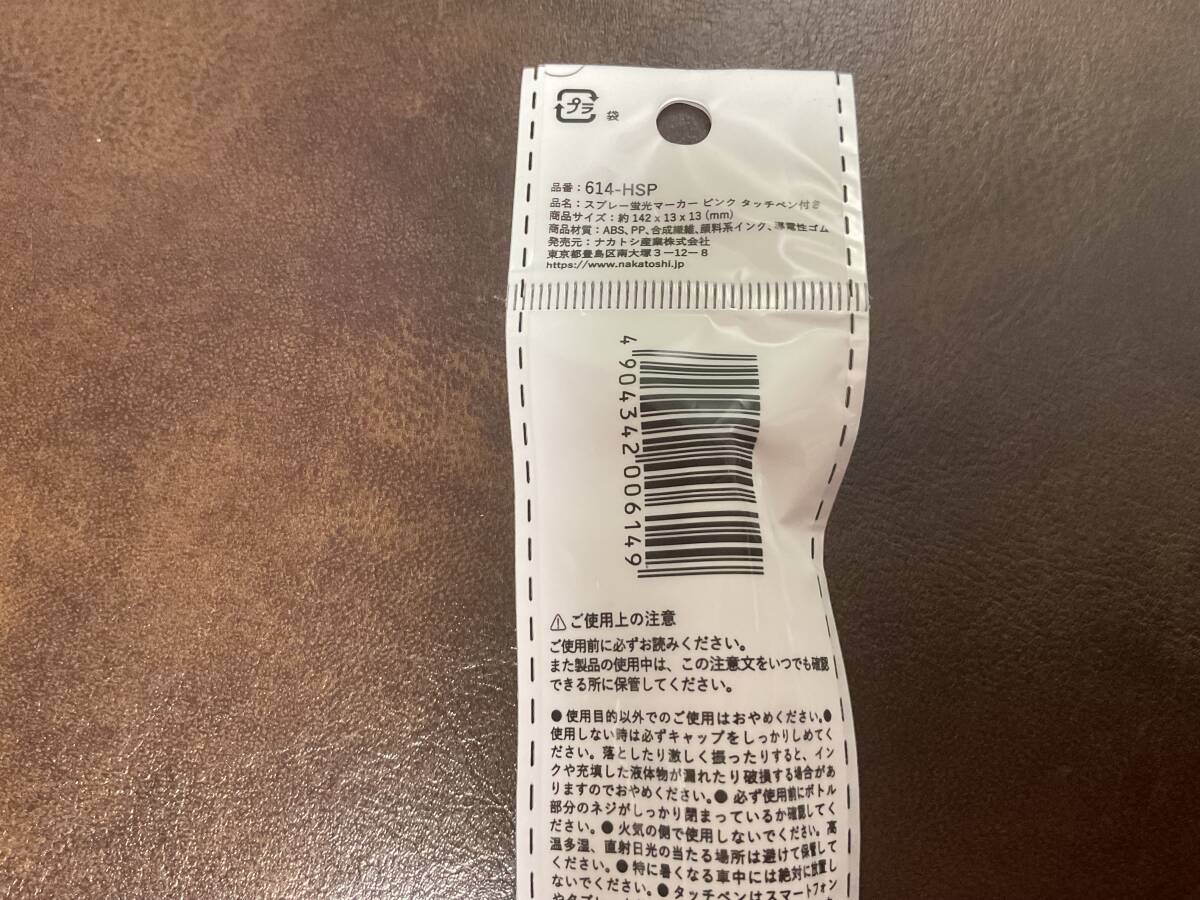 プラ 袋
品番：614-HSP
品名：スプレー蛍光マーカー ピンク タッチペン付き
商品サイズ：約 142 x 13 x 13 (mm)
商品材質：ABS、PP、合成繊維、顔料系インク、導電性ゴム
発売元：ナカトシ産業株式会社
東京都豊島区南大塚3-12-8
https://www.nakatoshi.jp
4904342006149
⚠ご使用上の注意
ご使用前に必ずお読みください。
また製品の使用中は、この注意文をいつでも確認
できる所に保管してください。
●使用目的以外でのご使用はおやめください。●
使用しない時は必ずキャップをしっかりしめてく
ださい。落としたり激しく振ったりすると、イン
クや充填した液体物が漏れたり破損する場合があ
りますのでおやめください。●必ず使用前にボトル
部分のネジがしっかり閉まっているか確認してく
ださい。●火気の側で使用しないでください。高
温多湿、直射日光の当たる場所は避けて保管して
ください。●特に暑くなる車中には絶対に放置し
ないでください。●タッチペンはスマートフォン